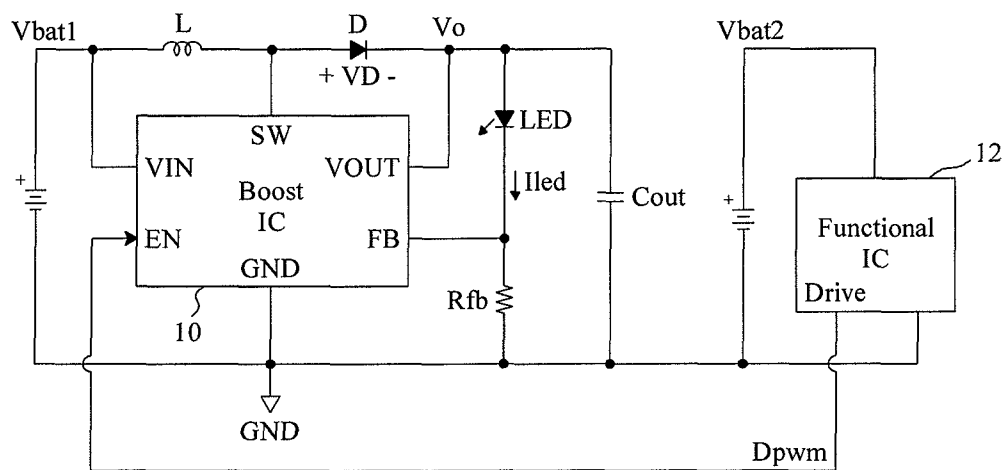 Vbat1
L
D
Vo
+ VD -
Vbat2
SW
VIN
VOUT
Boost
IC
EN
FB
GND
10
LED
Iled
Cout
Rfb
+
+
12
Functional
IC
Drive
GND
Dpwm